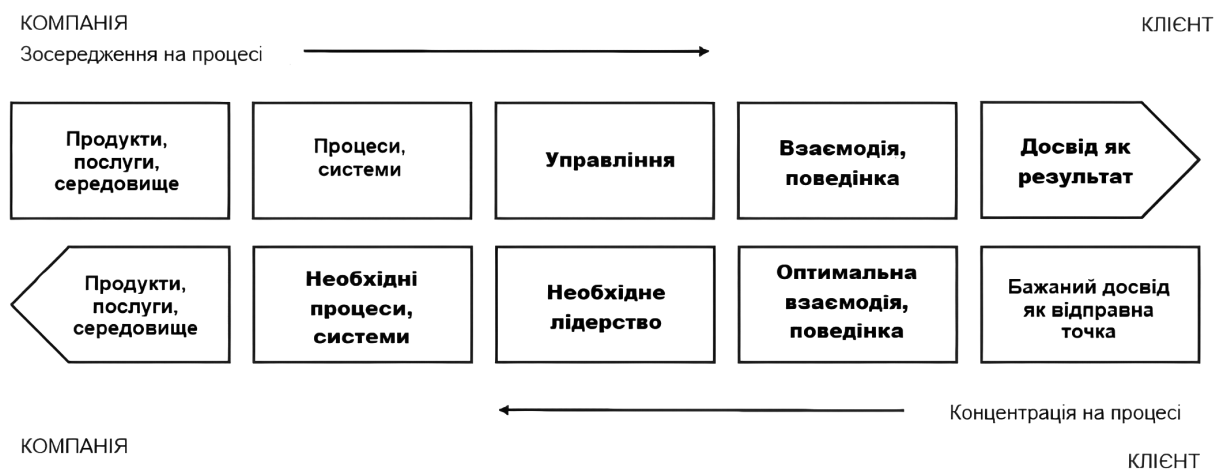 КОМПАНІЯ
КЛІЄНТ
Зосередження на процесі
Продукти,
послуги,
середовище
Процеси,
системи
Управління
Взаємодія,
поведінка
Досвід як
результат
Продукти,
послуги,
середовище
Необхідні
процеси,
системи
Необхідне
лідерство
Оптимальна
взаємодія,
поведінка
Бажаний досвід
як відправна
точка
Концентрація на процесі
КОМПАНІЯ
КЛІЄНТ